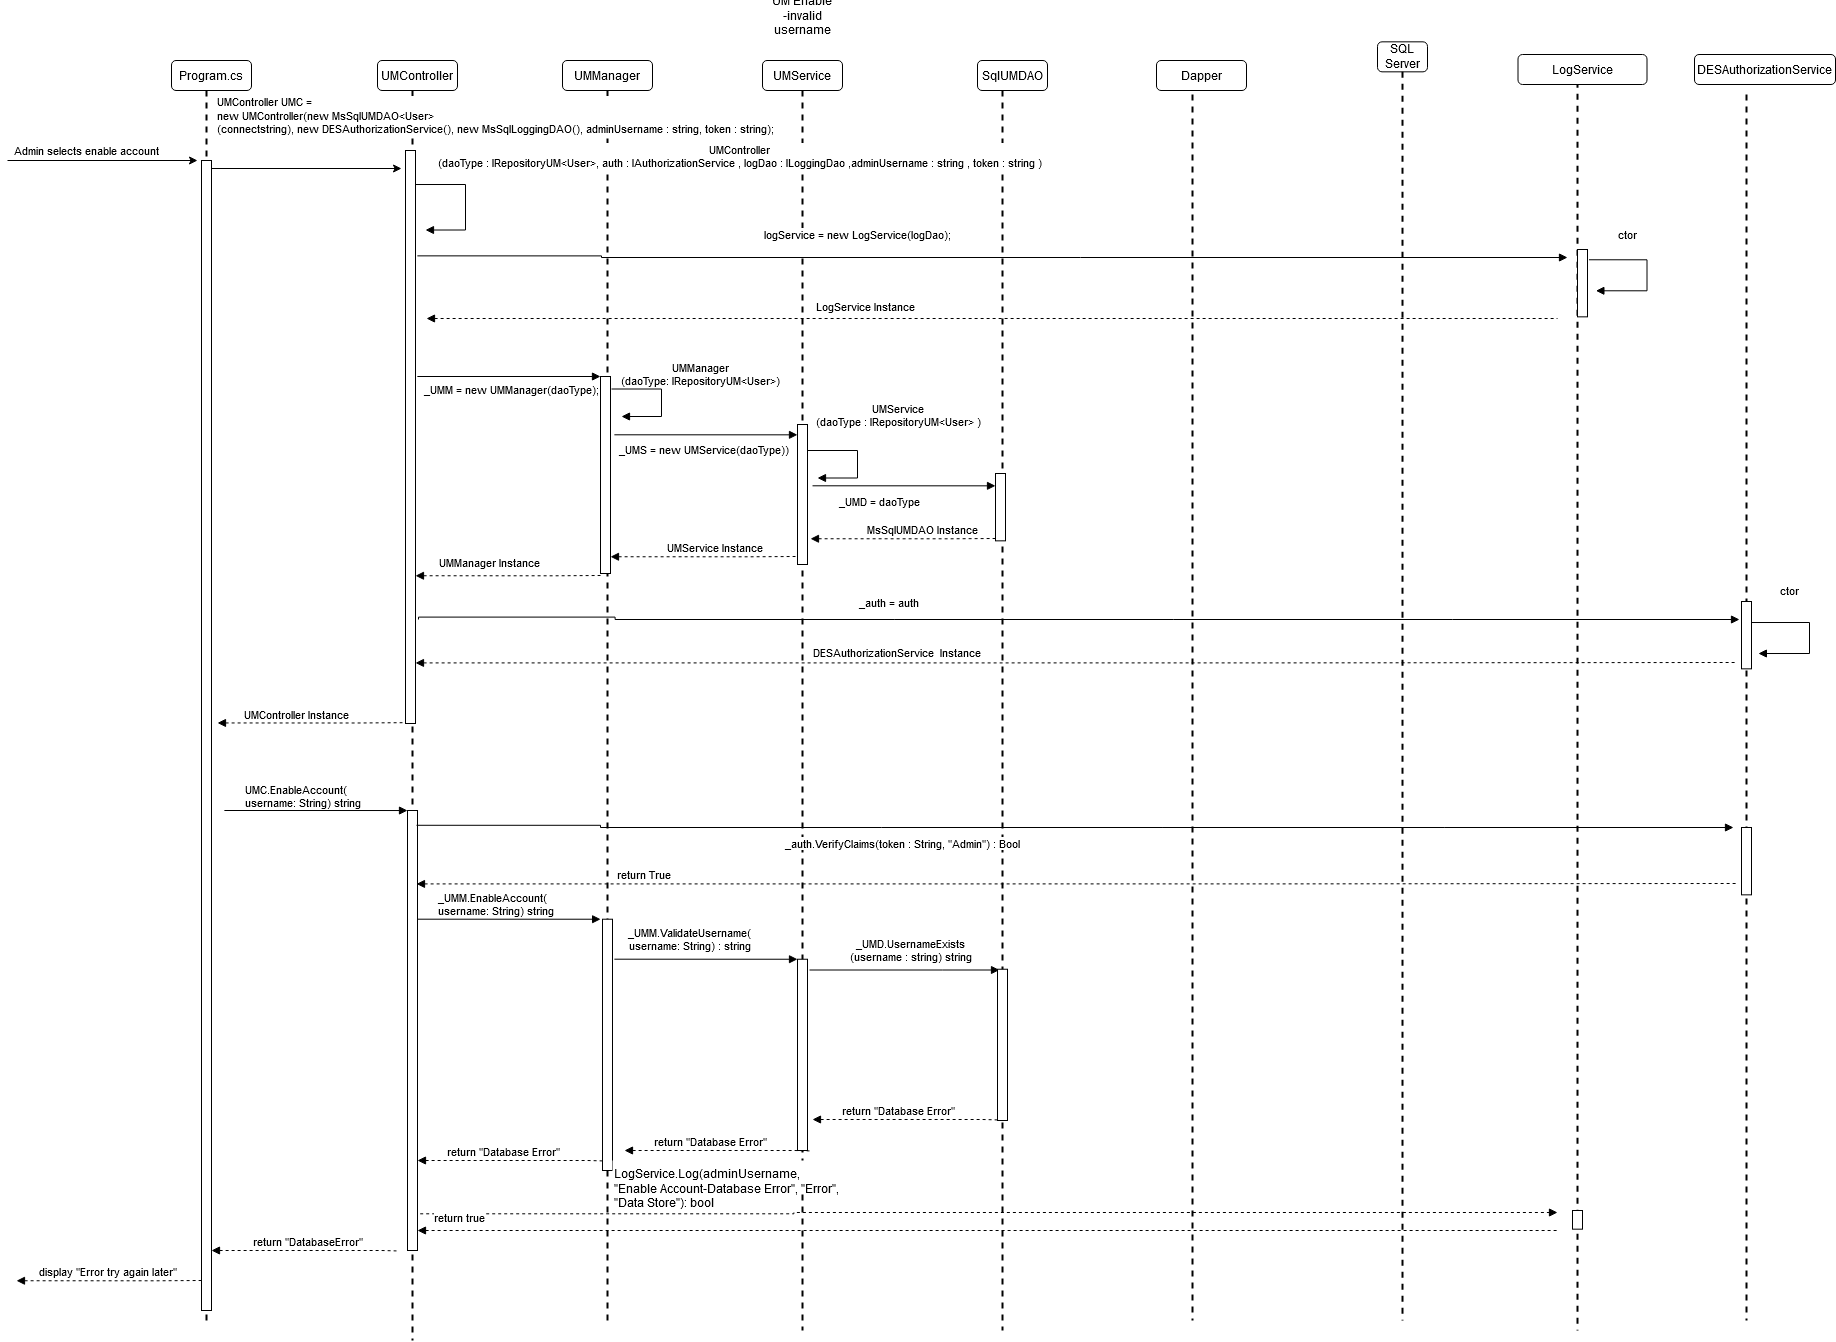 UM Enable
-invalid
username
SQL
Server
Program.cs
UMController
UMManager
UMService
SqlUMDAO
Dapper
LogService
DESAuthorizationService
UMController UMC =
new UMController(new MsSqlUMDAO<User>
(connectstring), new DESAuthorizationService(), new MsSqlLoggingDAO(), adminUsername : string, token : string);
Admin selects enable account
UMController
(daoType : IRepositoryUM<User>, auth : IAuthorizationService , logDao : ILoggingDao ,adminUsername : string , token : string )
logService = new LogService(logDao);
ctor
LogService Instance
UMManager
(daoType: IRepositoryUM<User>)
_UMM = new UMManager(daoType);
UMService
(daoType : IRepositoryUM<User> )
_UMS = new UMService(daoType))
_UMD = daoType
MsSqlUMDAO Instance
UMService Instance
UMManager Instance
ctor
_auth = auth
DESAuthorizationService  Instance
UMController Instance
UMC.EnableAccount(
username: String) string
_auth.VerifyClaims(token : String, "Admin") : Bool
return True
_UMM.EnableAccount(
username: String) string
_UMM.ValidateUsername(
username: String) : string
_UMD.UsernameExists
(username : string) string
return "Database Error"
return "Database Error"
return "Database Error"
LogService.Log(adminUsername,
"Enable Account-Database Error", "Error",
"Data Store"): bool
return true
return "DatabaseError"
display "Error try again later"